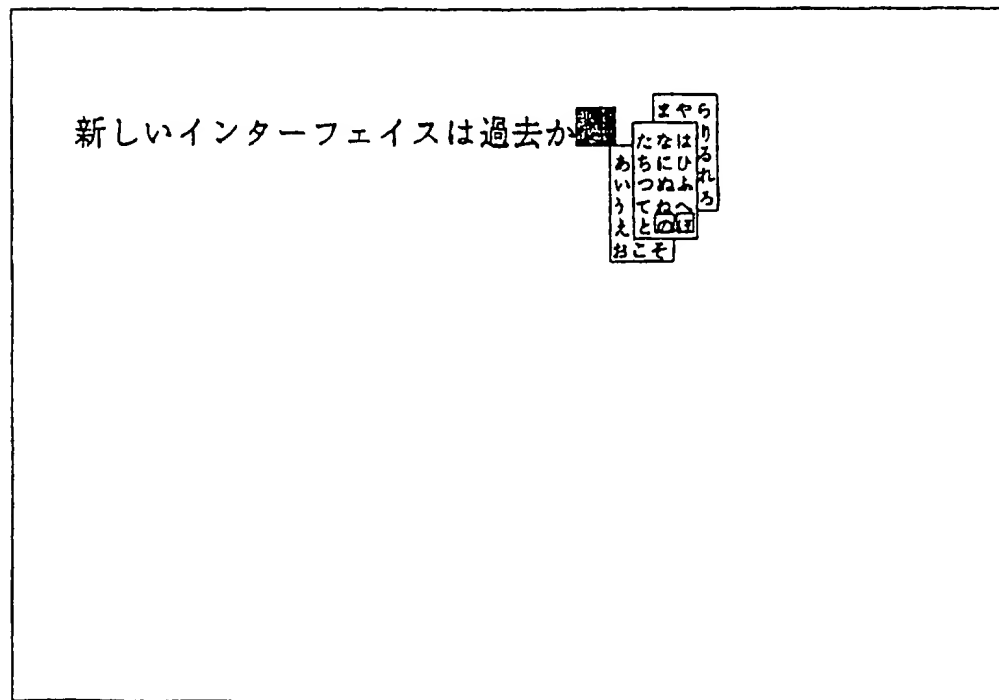 新しいインターフェイスは過去か
まやら
たなはり
あちにひる
いつぬふれ
うてねへろ
えとのほ
おこそ